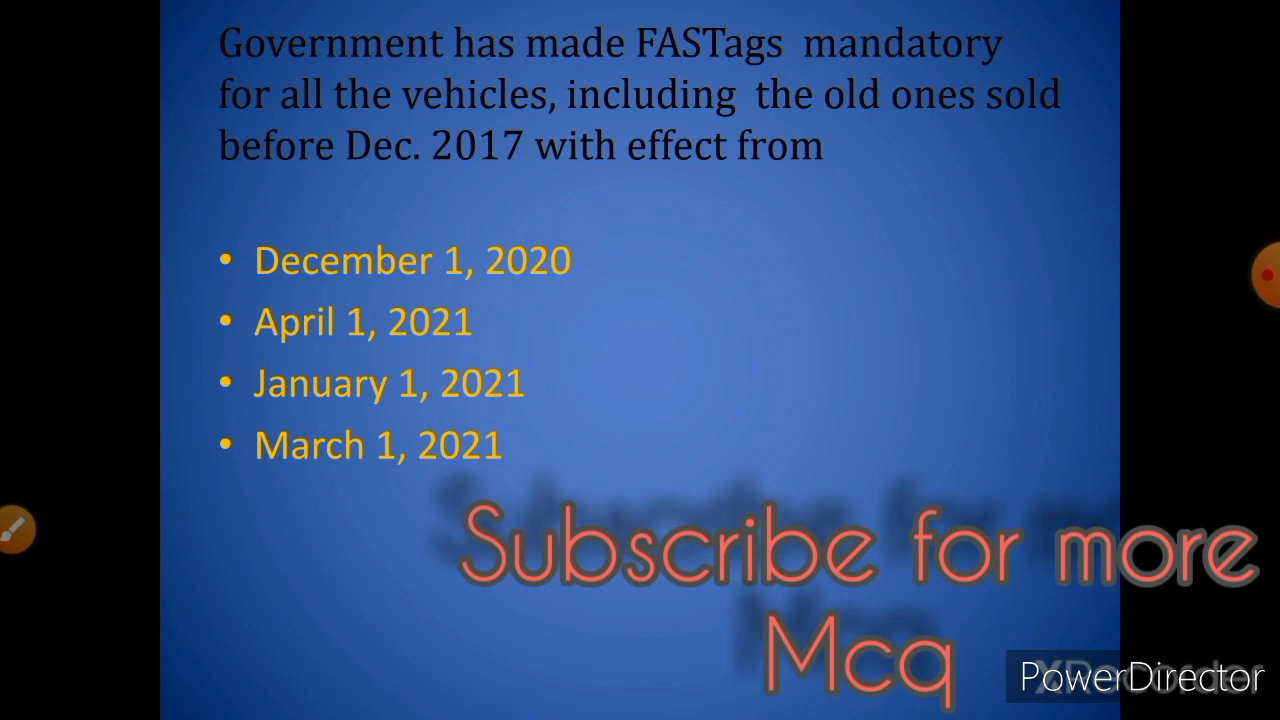 Government has made FASTags mandatory
for all the vehicles, including the old ones sold
before Dec. 2017 with effect from
• December 1, 2020
• April 1, 2021
• January 1, 2021
• March 1, 2021
Subscribe for more
Mcq
PowerDirector
XRecorder